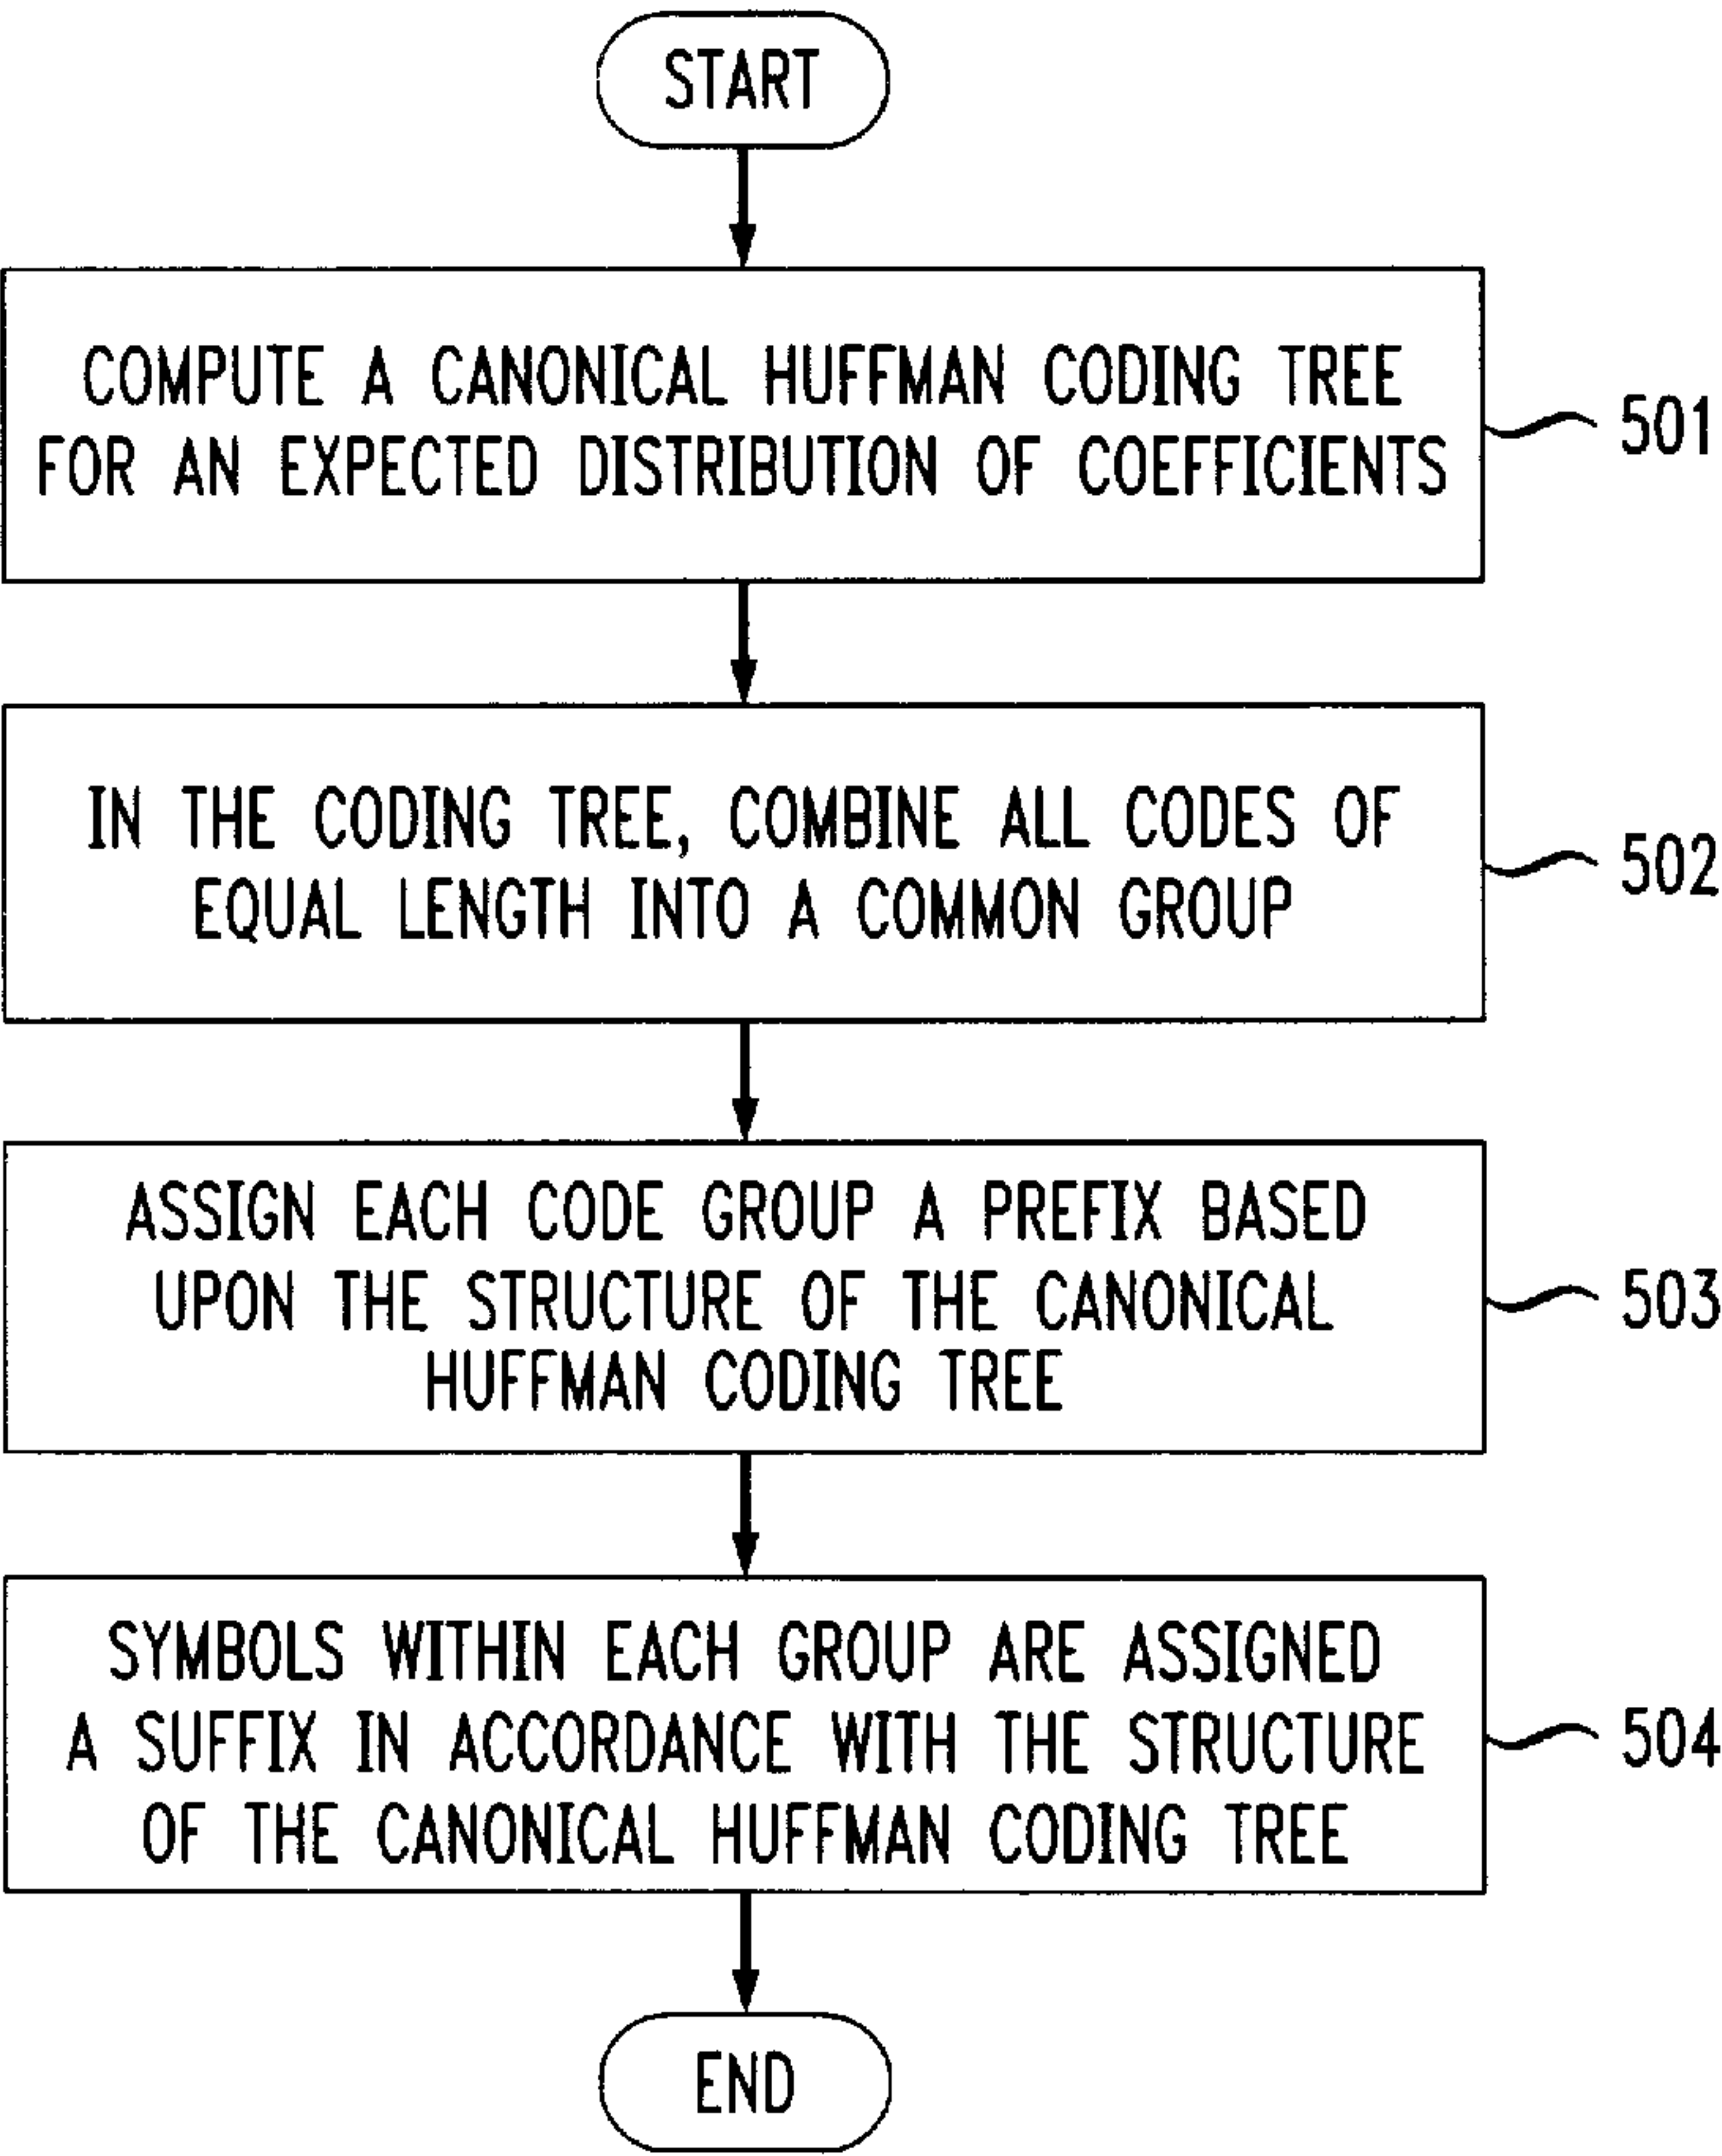 START
COMPUTE A CANONICAL HUFFMAN CODING TREE
FOR AN EXPECTED DISTRIBUTION OF COEFFICIENTS
501
IN THE CODING TREE, COMBINE ALL CODES OF
EQUAL LENGTH INTO A COMMON GROUP
502
ASSIGN EACH CODE GROUP A PREFIX BASED
UPON THE STRUCTURE OF THE CANONICAL
HUFFMAN CODING TREE
503
SYMBOLS WITHIN EACH GROUP ARE ASSIGNED
A SUFFIX IN ACCORDANCE WITH THE STRUCTURE
OF THE CANONICAL HUFFMAN CODING TREE
504
END